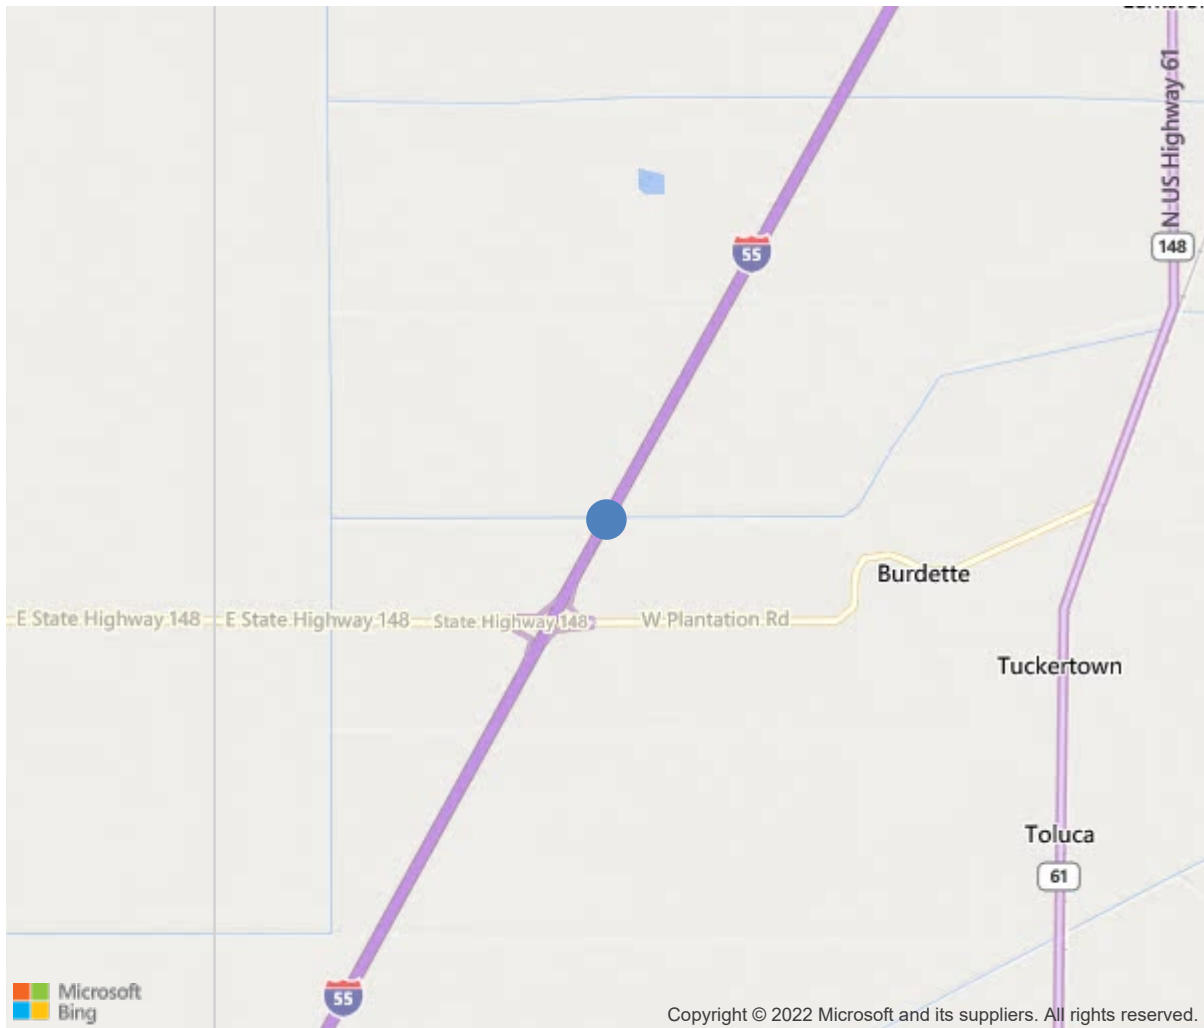 N US Highway 61
148
55
Burdette
E State Highway 148
E State Highway 148
State Highway 148
W Plantation Rd
Tuckertown
Toluca
61
55
Microsoft
Bing
Copyright © 2022 Microsoft and its suppliers. All rights reserved.